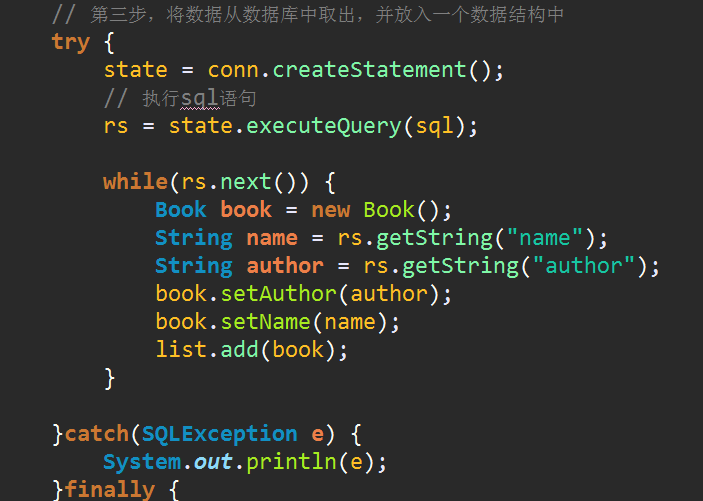 // 第三步，将数据从数据库中取出，并放入一个数据结构中
try {
state = conn.createStatement();
// 执行sql语句
rs = state.executeQuery(sql);
while(rs.next()) {
Book book = new Book();
String name = rs.getString("name");
String author = rs.getString("author");
book.setAuthor(author);
book.setName(name);
list.add(book);
}
}catch(SQLException e) {
System.out.println(e);
}finally {